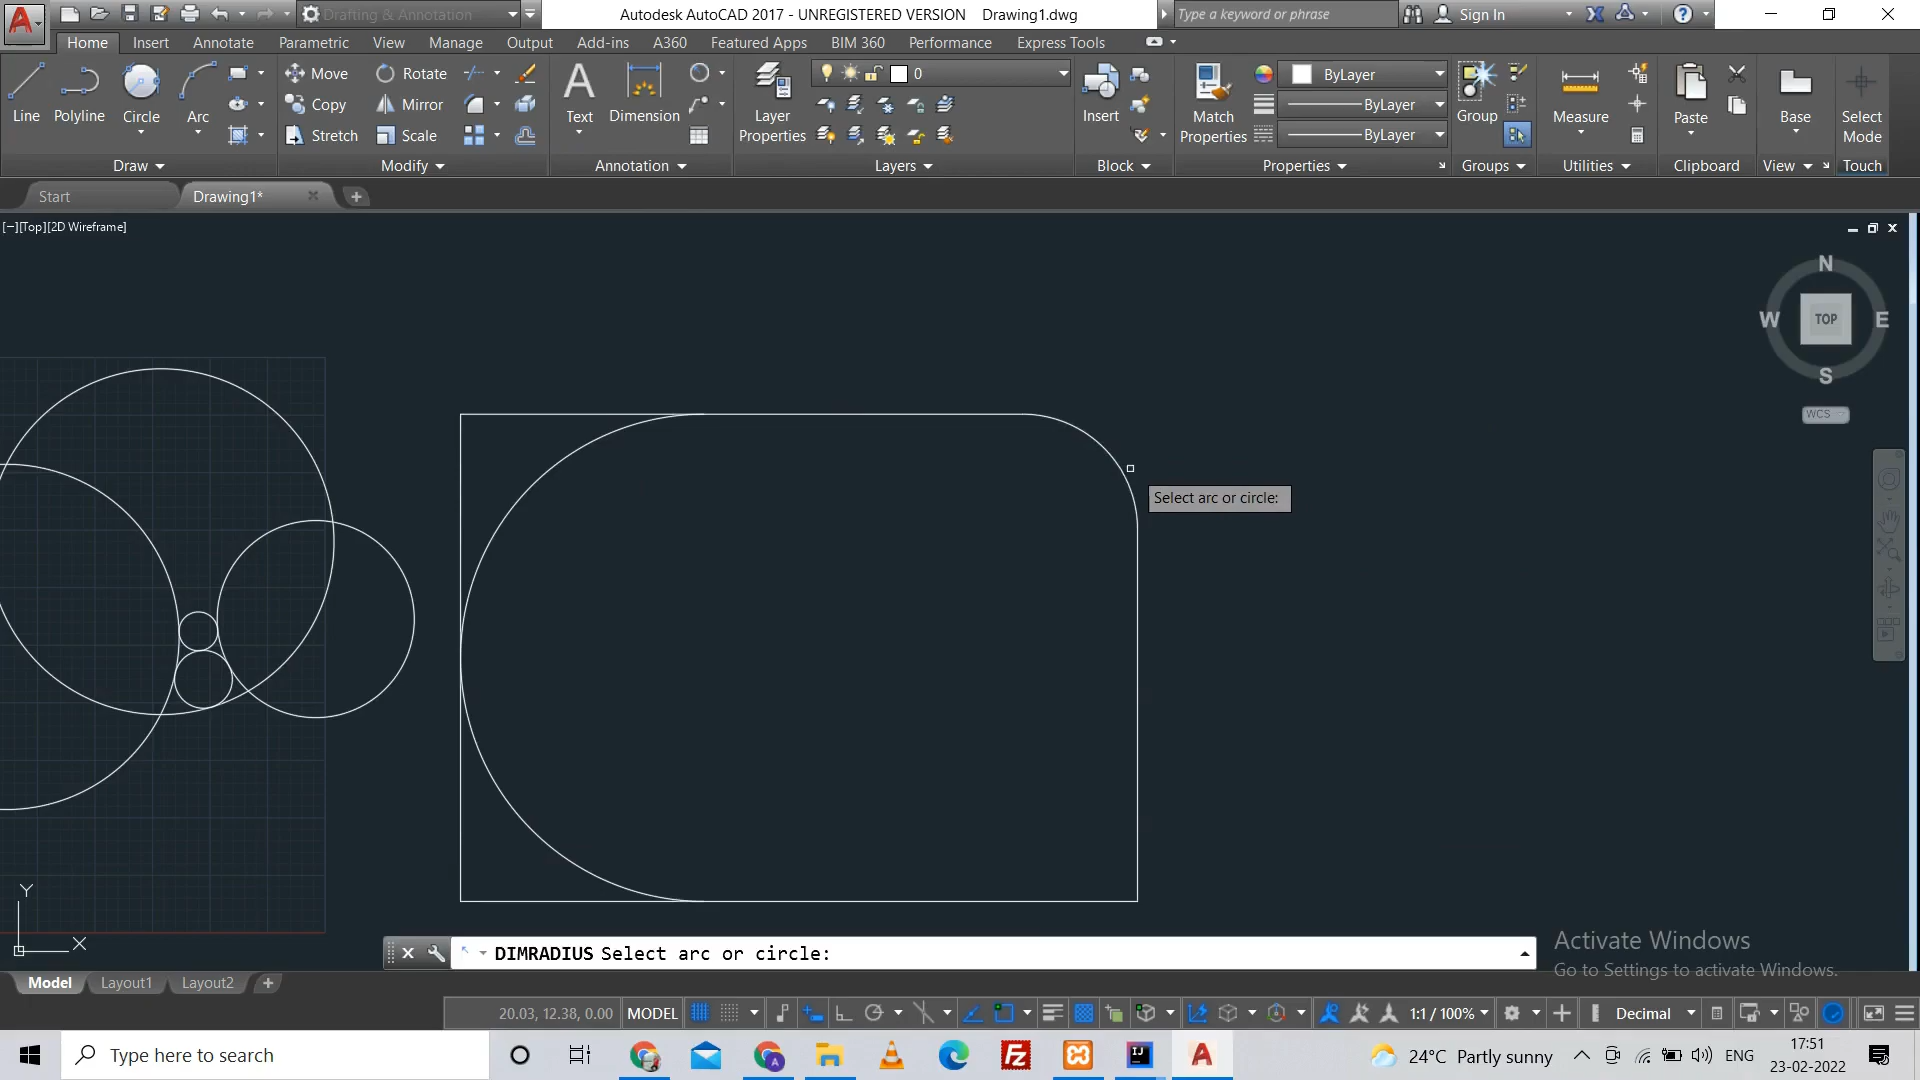 Drafting & Annotation
Autodesk AutoCAD 2017 - UNREGISTERED VERSION Drawing1.dwg
Type a keyword or phrase
Sign In
Home Insert Annotate Parametric View Manage Output Add-ins A360 Featured Apps BIM 360 Performance Express Tools
Line Polyline Circle Arc
Move Rotate
Copy Mirror
Stretch Scale
Text Dimension
Layer Properties
0
Insert
Match Properties
ByLayer
ByLayer
ByLayer
Group Measure Paste Base Select Mode
Draw Modify Annotation Layers Block Properties Groups Utilities Clipboard View Touch
Start Drawing1*
[−][Top][2D Wireframe]
N
W TOP E
S
WCS
Select arc or circle:
Y
X
DIMRADIUS Select arc or circle:
Activate Windows
Go to Settings to activate Windows.
Model Layout1 Layout2
20.03, 12.38, 0.00 MODEL 1:1 / 100% Decimal
Type here to search
24°C Partly sunny ENG
17:51
23-02-2022